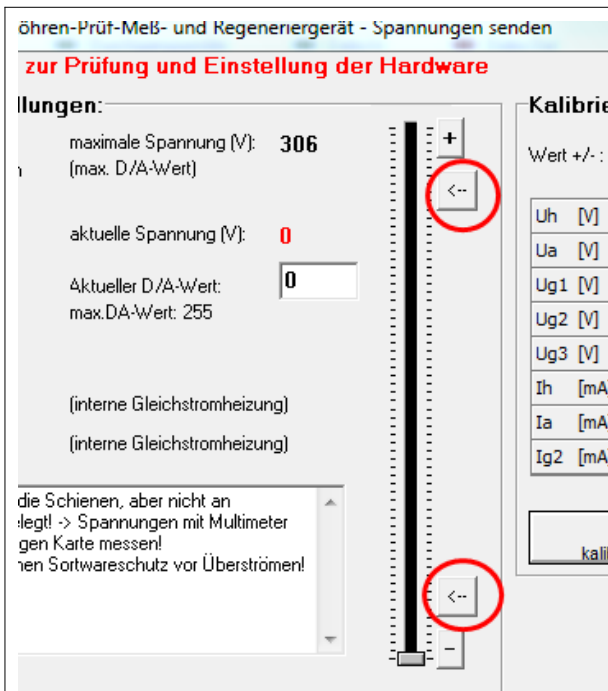 öhren-Prüf-Meß- und Regeneriergerät - Spannungen senden
zur Prüfung und Einstellung der Hardware
llungen:
maximale Spannung (V): 306
(max. D/A-Wert)
aktuelle Spannung (V): 0
Aktueller D/A-Wert: 0
max.DA-Wert: 255
(interne Gleichstromheizung)
(interne Gleichstromheizung)
die Schienen, aber nicht an
elegt! -> Spannungen mit Multimeter
gen Karte messen!
nen Sortwareschutz vor Überströmen!
+
<--
<--
-
Kalibrie
Wert +/- :
Uh [V]
Ua [V]
Ug1 [V]
Ug2 [V]
Ug3 [V]
Ih [mA
Ia [mA
Ig2 [mA
kali